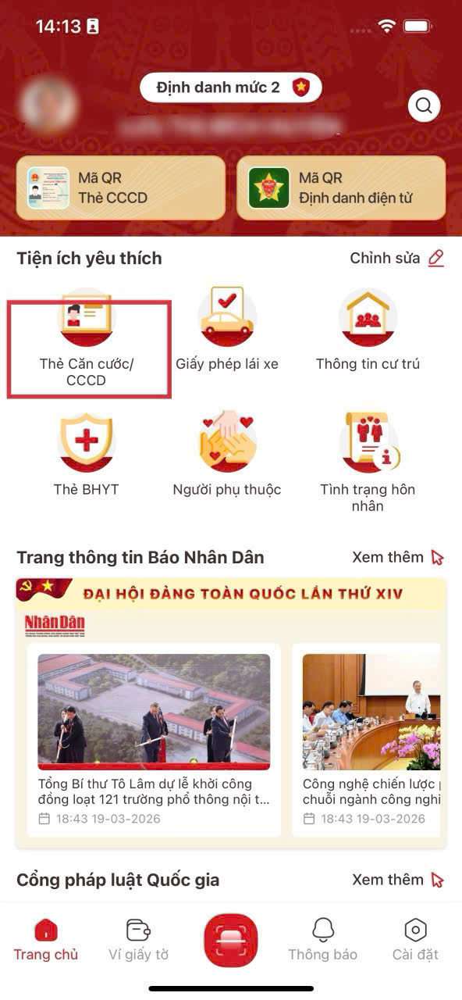 14:13
Định danh mức 2
Mã QR
Thẻ CCCD
Mã QR
Định danh điện tử
Tiện ích yêu thích
Chỉnh sửa
Thẻ Căn cước/
CCCD
Giấy phép lái xe
Thông tin cư trú
Thẻ BHYT
Người phụ thuộc
Tình trạng hôn
nhân
Trang thông tin Báo Nhân Dân
Xem thêm
ĐẠI HỘI ĐẢNG TOÀN QUỐC LẦN THỨ XIV
Nhân Dân
Tổng Bí thư Tô Lâm dự lễ khởi công
đồng loạt 121 trường phổ thông nội t...
18:43 19-03-2026
Công nghệ chiến lược
chuỗi ngành công nghi
18:43 19-03-2026
Cổng pháp luật Quốc gia
Xem thêm
Trang chủ
Ví giấy tờ
Thông báo
Cài đặt